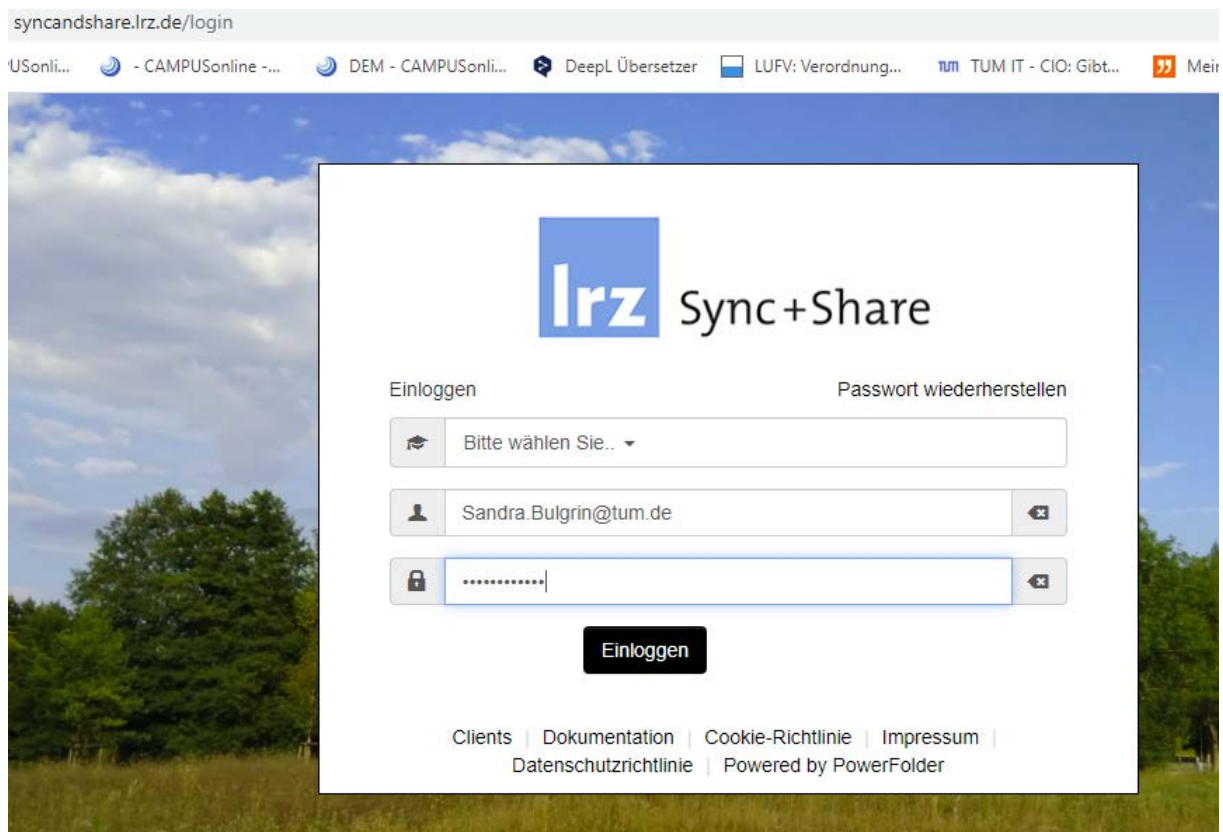 syncandshare.lrz.de/login
USonli... - CAMPUSonline -... DEM - CAMPUSonli... DeepL Übersetzer LUFV: Verordnung... TUM TUM IT - CIO: Gibt... Mein
lrz Sync+Share
Einloggen Passwort wiederherstellen
Bitte wählen Sie..
Sandra.Bulgrin@tum.de
••••••••••••
Einloggen
Clients | Dokumentation | Cookie-Richtlinie | Impressum |
Datenschutzrichtlinie | Powered by PowerFolder